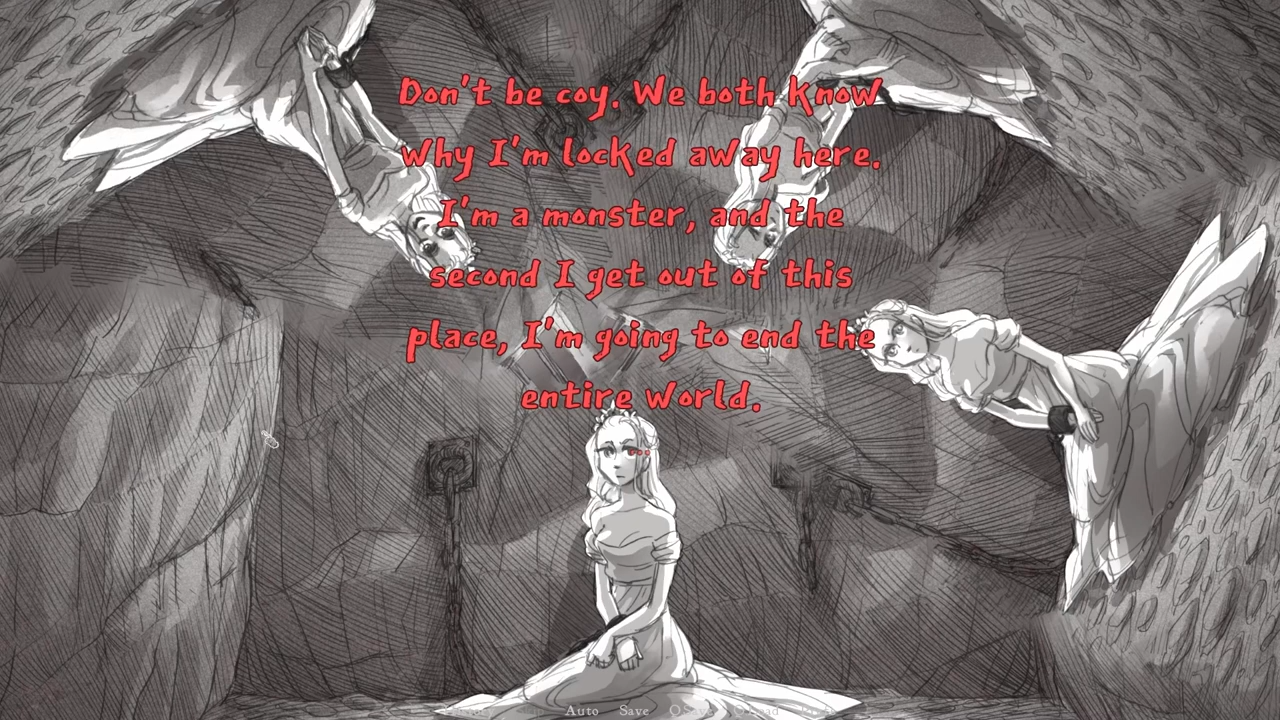 Don't be coy. We both know
why I'm locked away here.
I'm a monster, and the
second I get out of this
place, I'm going to end the
entire world.
Auto Save